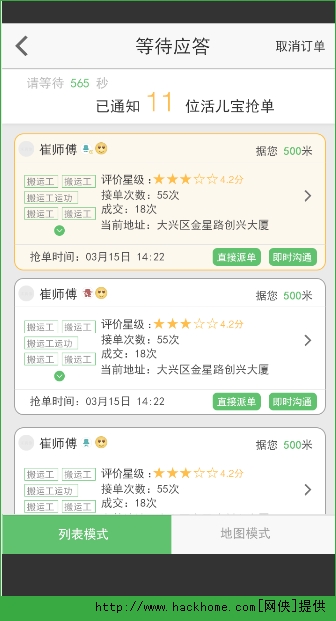 等待应答
取消订单
请等待 565 秒
已通知 11 位活儿宝抢单
崔师傅
据您 500米
搬运工 搬运工
搬运工运功
搬运工 搬运工
评价星级：4.2分
接单次数：55次
成交：18次
当前地址：大兴区金星路创兴大厦
抢单时间：03月15日 14:22
直接派单
即时沟通
崔师傅
据您 500米
搬运工 搬运工
搬运工运功
搬运工 搬运工
评价星级：4.2分
接单次数：55次
成交：18次
当前地址：大兴区金星路创兴大厦
抢单时间：03月15日 14:22
直接派单
即时沟通
崔师傅
据您 500米
搬运工 搬运工
搬运工运功
搬运工 搬运工
评价星级：4.2分
接单次数：55次
成交：18次
列表模式
地图模式
http://www.hackhome.com[网侠]提供